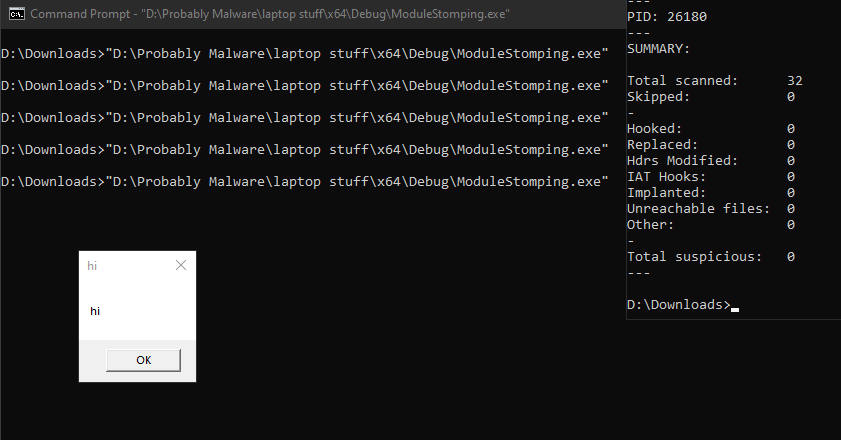 Command Prompt - "D:\Probably Malware\laptop stuff\x64\Debug\ModuleStomping.exe"
D:\Downloads>"D:\Probably Malware\laptop stuff\x64\Debug\ModuleStomping.exe"
D:\Downloads>"D:\Probably Malware\laptop stuff\x64\Debug\ModuleStomping.exe"
D:\Downloads>"D:\Probably Malware\laptop stuff\x64\Debug\ModuleStomping.exe"
D:\Downloads>"D:\Probably Malware\laptop stuff\x64\Debug\ModuleStomping.exe"
D:\Downloads>"D:\Probably Malware\laptop stuff\x64\Debug\ModuleStomping.exe"
hi
hi
OK
---
PID: 26180
---
SUMMARY:
Total scanned: 32
Skipped: 0
-
Hooked: 0
Replaced: 0
Hdrs Modified: 0
IAT Hooks: 0
Implanted: 0
Unreachable files: 0
Other: 0
-
Total suspicious: 0
---
D:\Downloads>